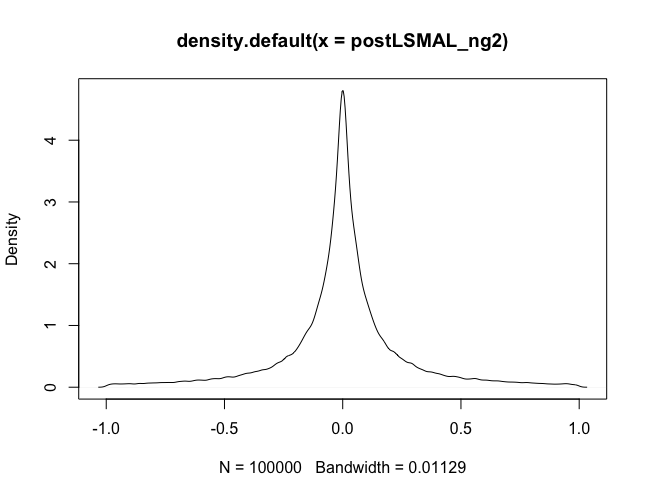 density.default(x = postLSMAL_ng2)
Density
4
3
2
1
0
-1.0 -0.5 0.0 0.5 1.0
N = 100000 Bandwidth = 0.01129